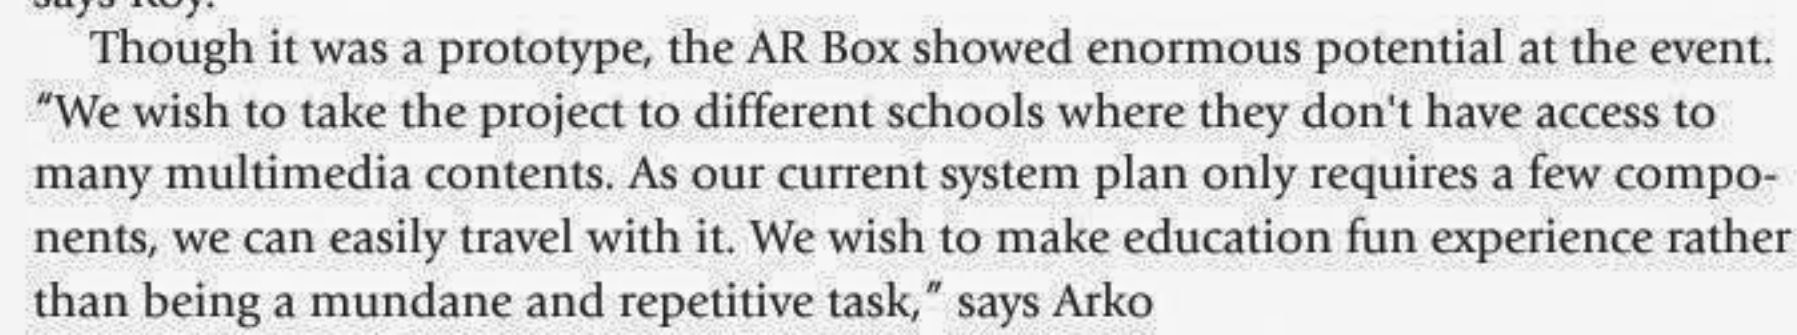 says Roy.
Though it was a prototype, the AR Box showed enormous potential at the event.
“We wish to take the project to different schools where they don't have access to
many multimedia contents. As our current system plan only requires a few compo-
nents, we can easily travel with it. We wish to make education fun experience rather
than being a mundane and repetitive task,” says Arko